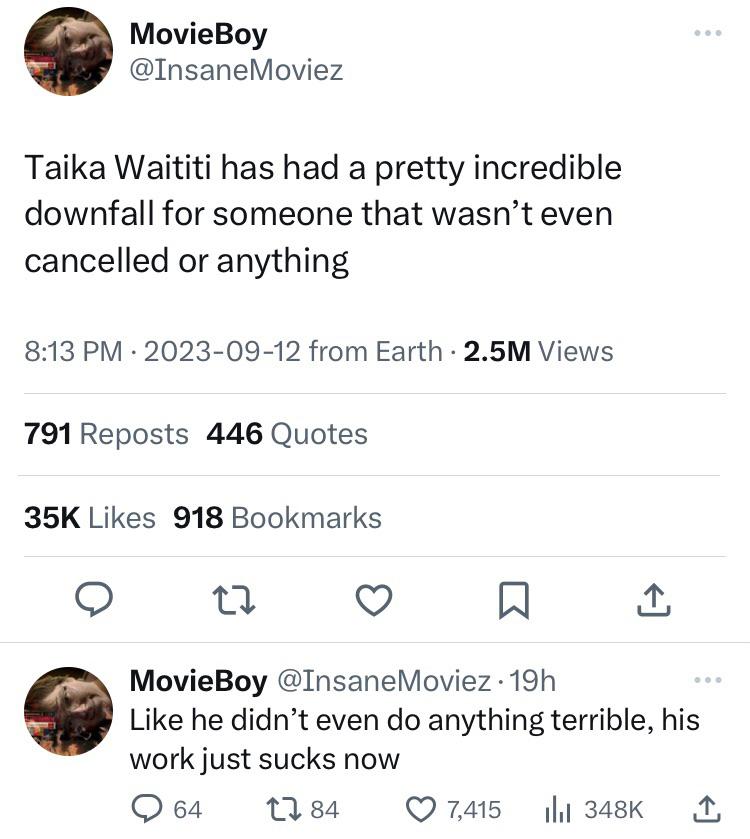 MovieBoy
@InsaneMoviez
Taika Waititi has had a pretty incredible
downfall for someone that wasn’t even
cancelled or anything
8:13 PM · 2023-09-12 from Earth · 2.5M Views
791 Reposts 446 Quotes
35K Likes 918 Bookmarks
MovieBoy @InsaneMoviez · 19h
Like he didn’t even do anything terrible, his
work just sucks now
64 84 7,415 348K